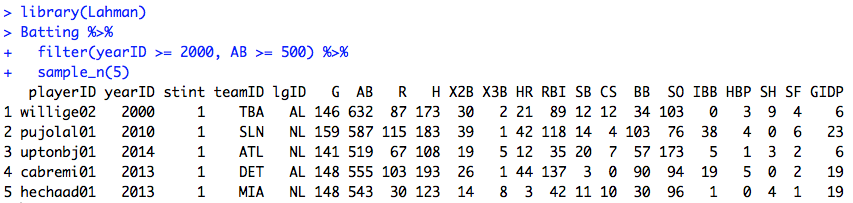 > library(Lahman)
> Batting %>%
+   filter(yearID >= 2000, AB >= 500) %>%
+   sample_n(5)
   playerID yearID stint teamID lgID   G  AB   R   H X2B X3B HR RBI SB CS  BB  SO IBB HBP SH SF GIDP
1 willige02   2000     1    TBA   AL 146 632  87 173  30   2 21  89 12 12  34 103   0   3  9  4    6
2 pujolal01   2010     1    SLN   NL 159 587 115 183  39   1 42 118 14  4 103  76  38   4  0  6   23
3 uptonbj01   2014     1    ATL   NL 141 519  67 108  19   5 12  35 20  7  57 173   5   1  3  2    6
4 cabremi01   2013     1    DET   AL 148 555 103 193  26   1 44 137  3  0  90  94  19   5  0  2   19
5 hechaad01   2013     1    MIA   NL 148 543  30 123  14   8  3  42 11 10  30  96   1   0  4  1   19